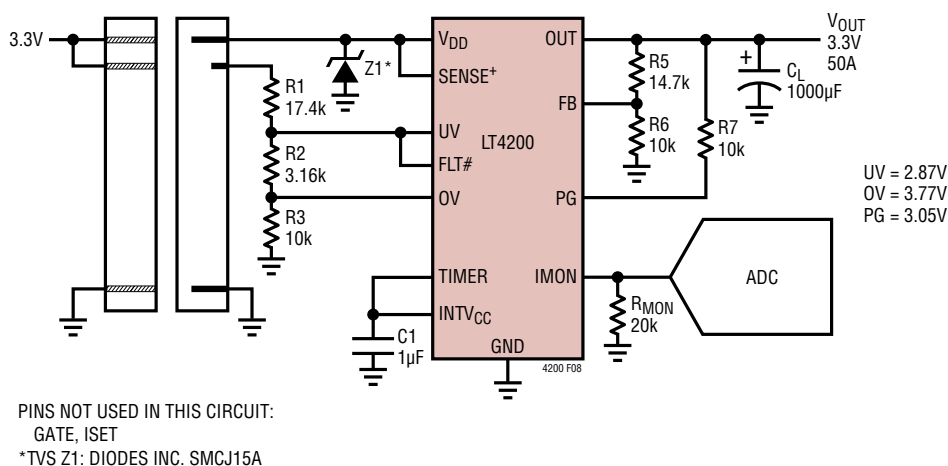 3.3V
R1
17.4k
R2
3.16k
R3
10k
Z1*
C1
1µF
VDD
SENSE+
UV
FLT#
OV
TIMER
INTVCC
LT4200
OUT
FB
PG
IMON
GND
4200 F08
R5
14.7k
R6
10k
R7
10k
RMON
20k
ADC
+
CL
1000µF
VOUT
3.3V
50A
UV = 2.87V
OV = 3.77V
PG = 3.05V
PINS NOT USED IN THIS CIRCUIT:
GATE, ISET
*TVS Z1: DIODES INC. SMCJ15A